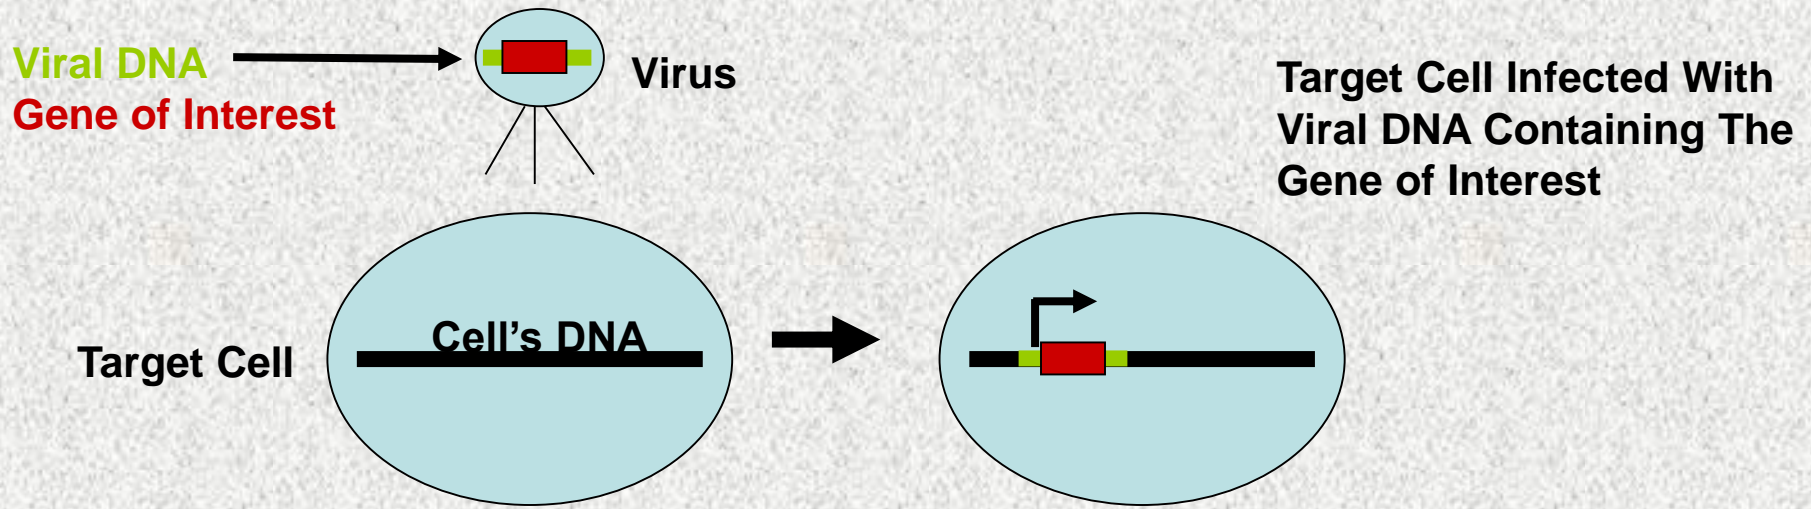 Viral DNA
Gene of Interest
Virus
Target Cell Infected With
Viral DNA Containing The
Gene of Interest
Cell’s DNA
Target Cell